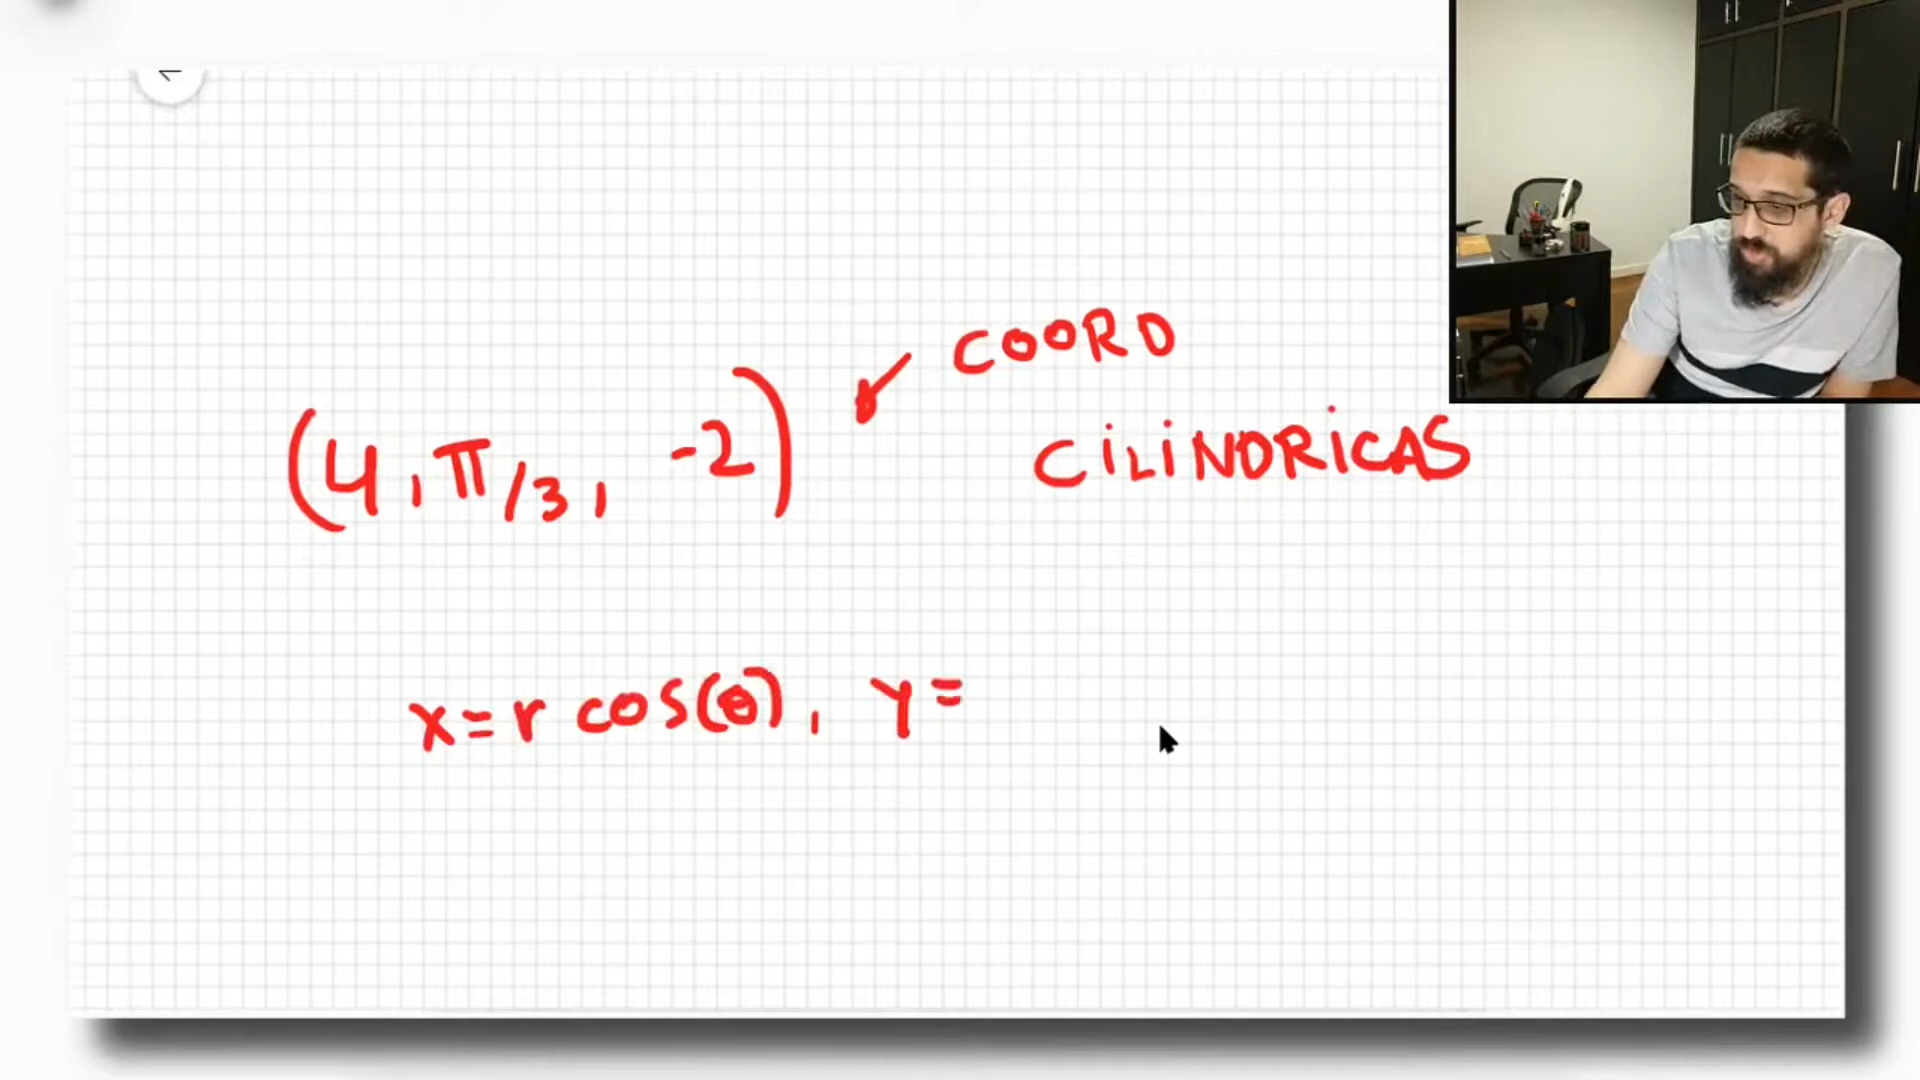 COORD
(4, π/3, -2)
CILINDRICAS
x = r cos(θ), y =